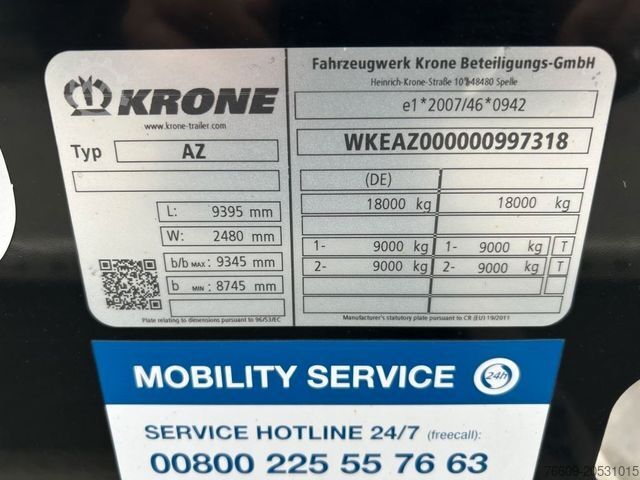 KRONE
www.krone-trailer.com
Typ AZ
L: 9395 mm
W: 2480 mm
b/b MAX: 9345 mm
b MIN: 8745 mm
Plate relating to dimensions pursuant to 96/53/EC
Fahrzeugwerk Krone Beteiligungs-GmbH
Heinrich-Krone-Straße 48480 Spelle
e1*2007/46*0942
WKEAZ000000997318
(DE)
18000 kg 18000 kg
1- 9000 kg 1- 9000 kg T
2- 9000 kg 2- 9000 kg T
Manufacturer's statutory plate pursuant to CR (EU) 19/2011
MOBILITY SERVICE 24h
SERVICE HOTLINE 24/7 (freecall):
00800 225 55 76 63
76609-20531015